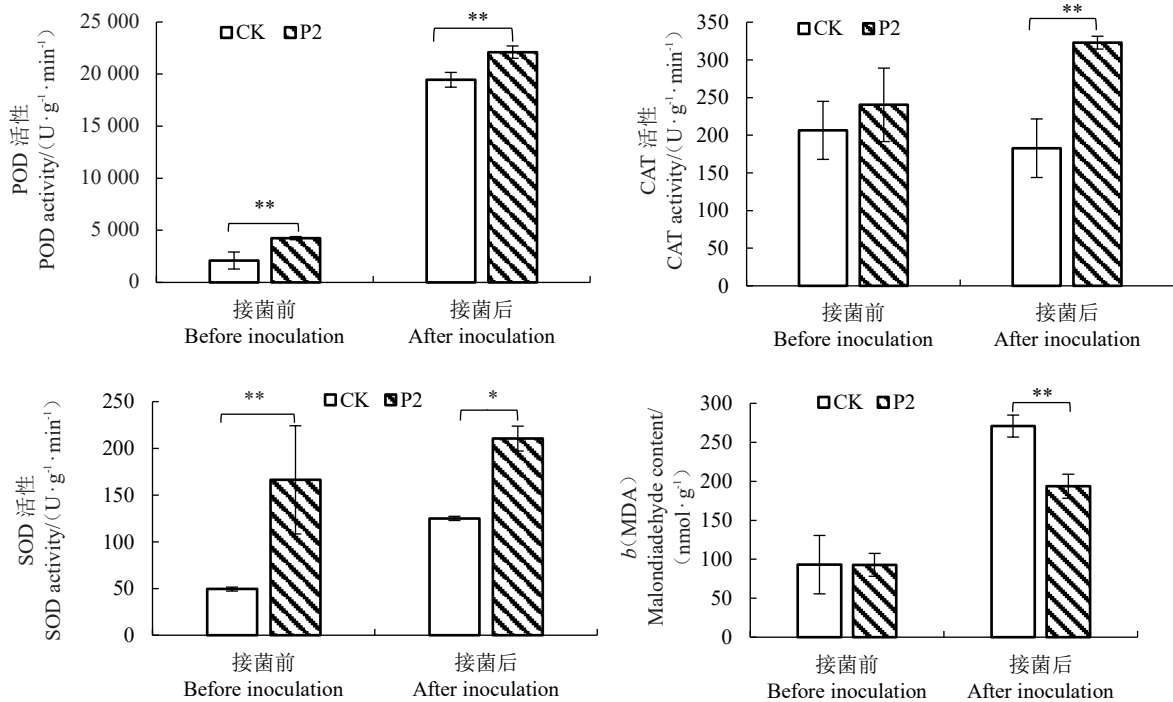 POD 活性
POD activity/(U·g⁻¹·min⁻¹)
25 000
20 000
15 000
10 000
5 000
0
CK P2
**
**
接菌前
Before inoculation
接菌后
After inoculation
CAT 活性
CAT activity/(U·g⁻¹·min⁻¹)
350
300
250
200
150
100
50
0
CK P2
**
接菌前
Before inoculation
接菌后
After inoculation
SOD 活性
SOD activity/(U·g⁻¹·min⁻¹)
250
200
150
100
50
0
CK P2
**
*
接菌前
Before inoculation
接菌后
After inoculation
b(MDA)
Malondiadehyde content/
(nmol·g⁻¹)
300
250
200
150
100
50
0
CK P2
**
接菌前
Before inoculation
接菌后
After inoculation